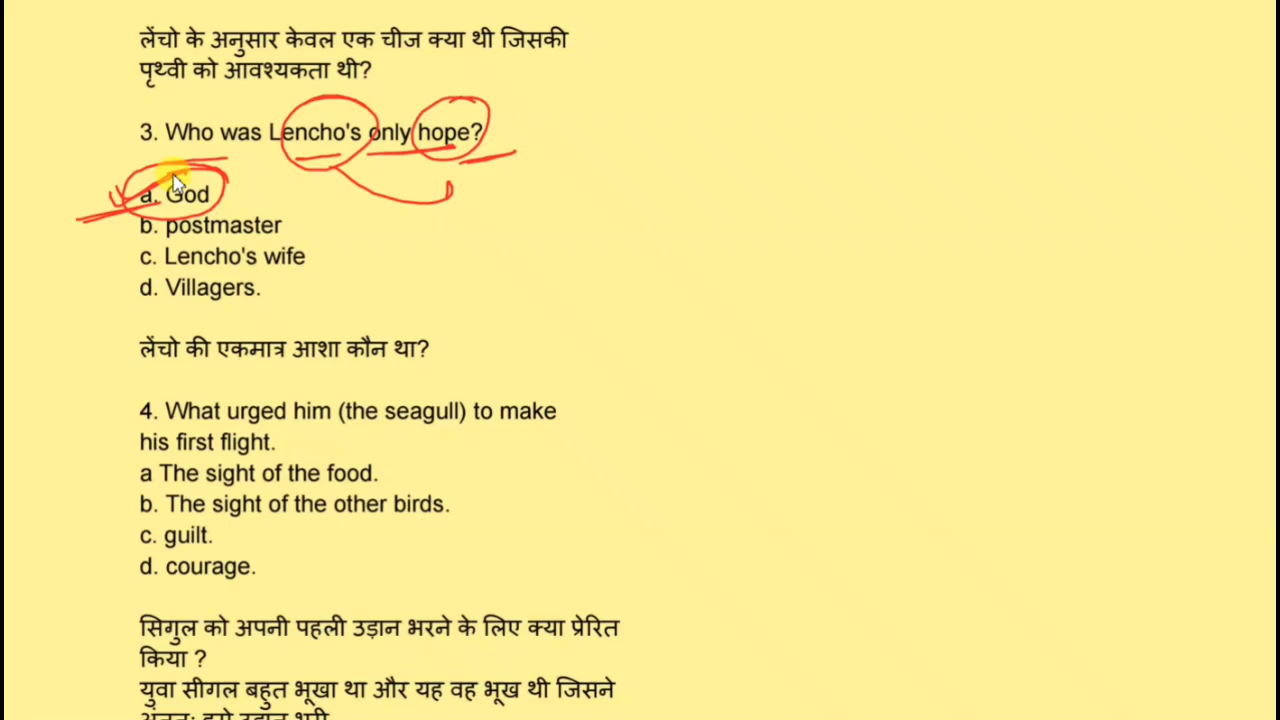 लेंचो के अनुसार केवल एक चीज क्या थी जिसकी
पृथ्वी को आवश्यकता थी?
3. Who was Lencho's only hope?
a. God
b. postmaster
c. Lencho's wife
d. Villagers.
लेंचो की एकमात्र आशा कौन था?
4. What urged him (the seagull) to make
his first flight.
a The sight of the food.
b. The sight of the other birds.
c. guilt.
d. courage.
सिगुल को अपनी पहली उड़ान भरने के लिए क्या प्रेरित
किया ?
युवा सीगल बहुत भूखा था और यह वह भूख थी जिसने